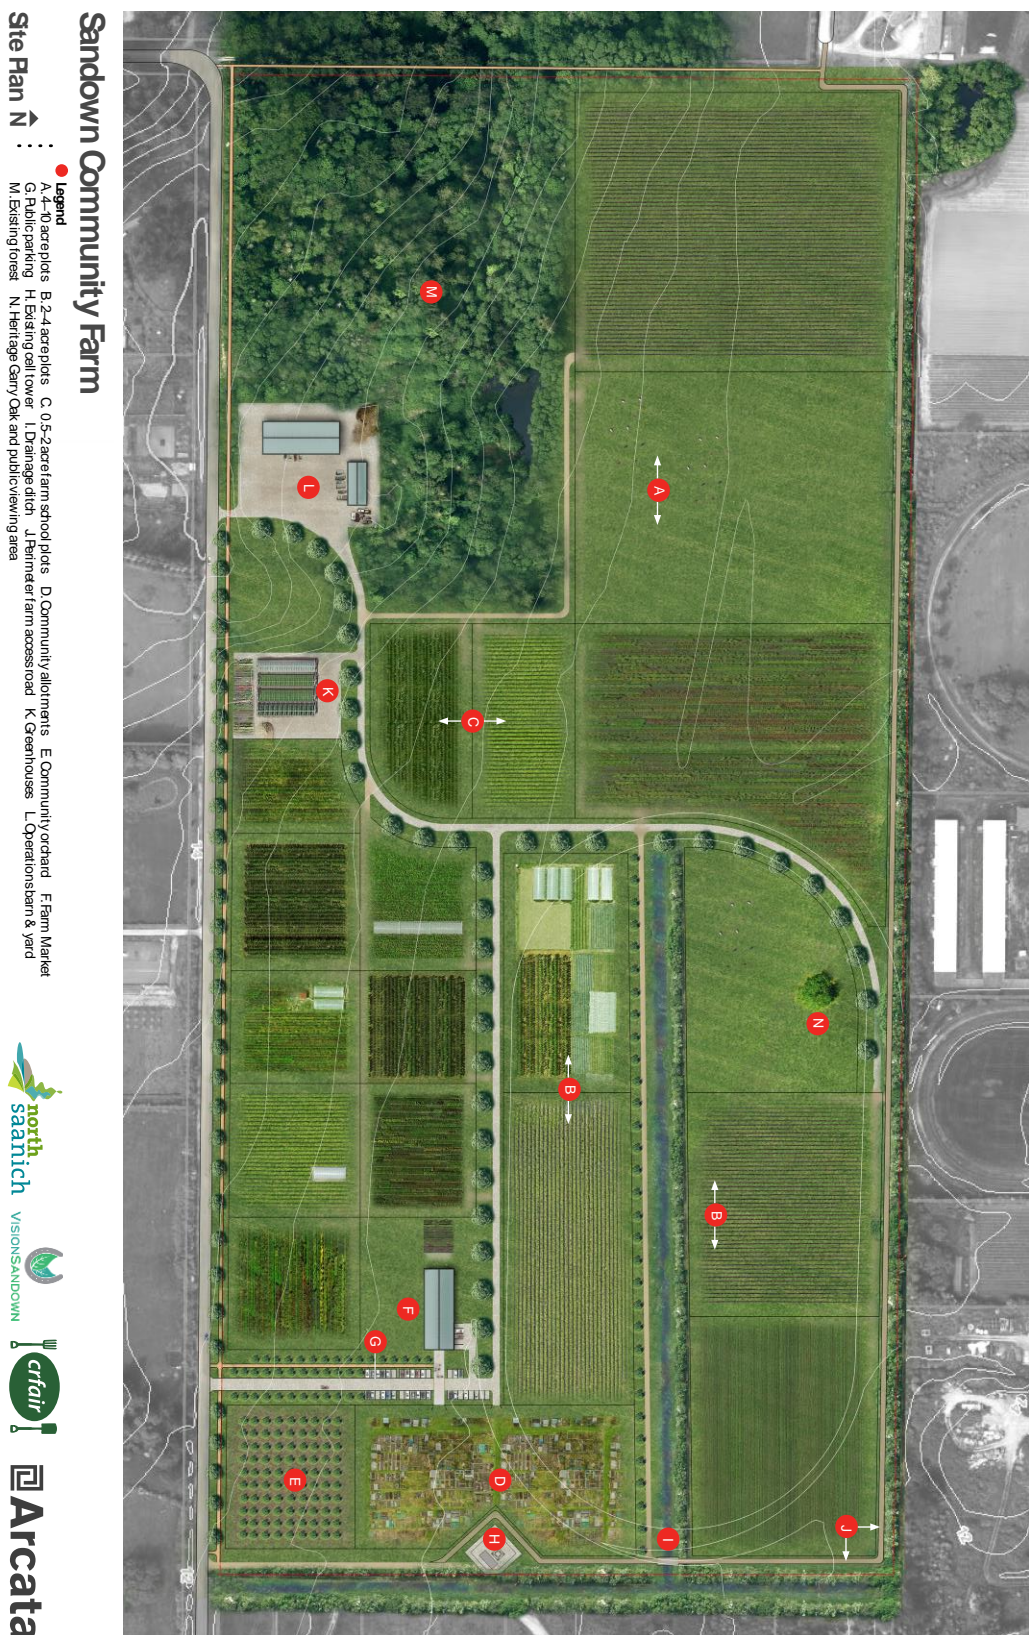 Sandown Community Farm
Site Plan N
Legend
A. 4–10 acre plots B. 2–4 acre plots C. 0.5–2 acre farm school plots D. Community allotments E. Community orchard F. Farm Market
G. Public parking H. Existing cell tower I. Drainage ditch J. Perimeter farm access road K. Greenhouses L. Operations barn & yard
M. Existing forest N. Heritage Garry Oak and public viewing area
north
saanich
VISIONSANDOWN
crfair
Arcata
M
A
L
K
C
N
B
B
F
G
E
D
H
I
J